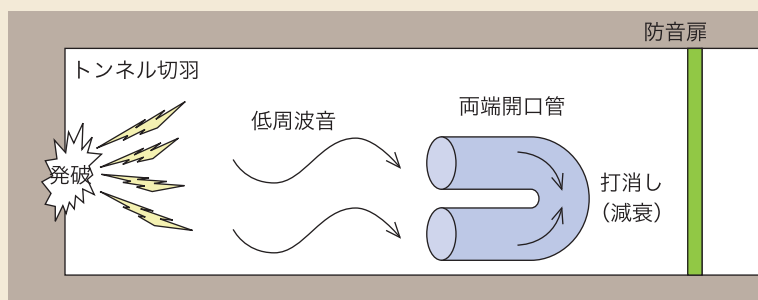 防音扉
トンネル切羽
両端開口管
低周波音
発破
打消し
（減衰）